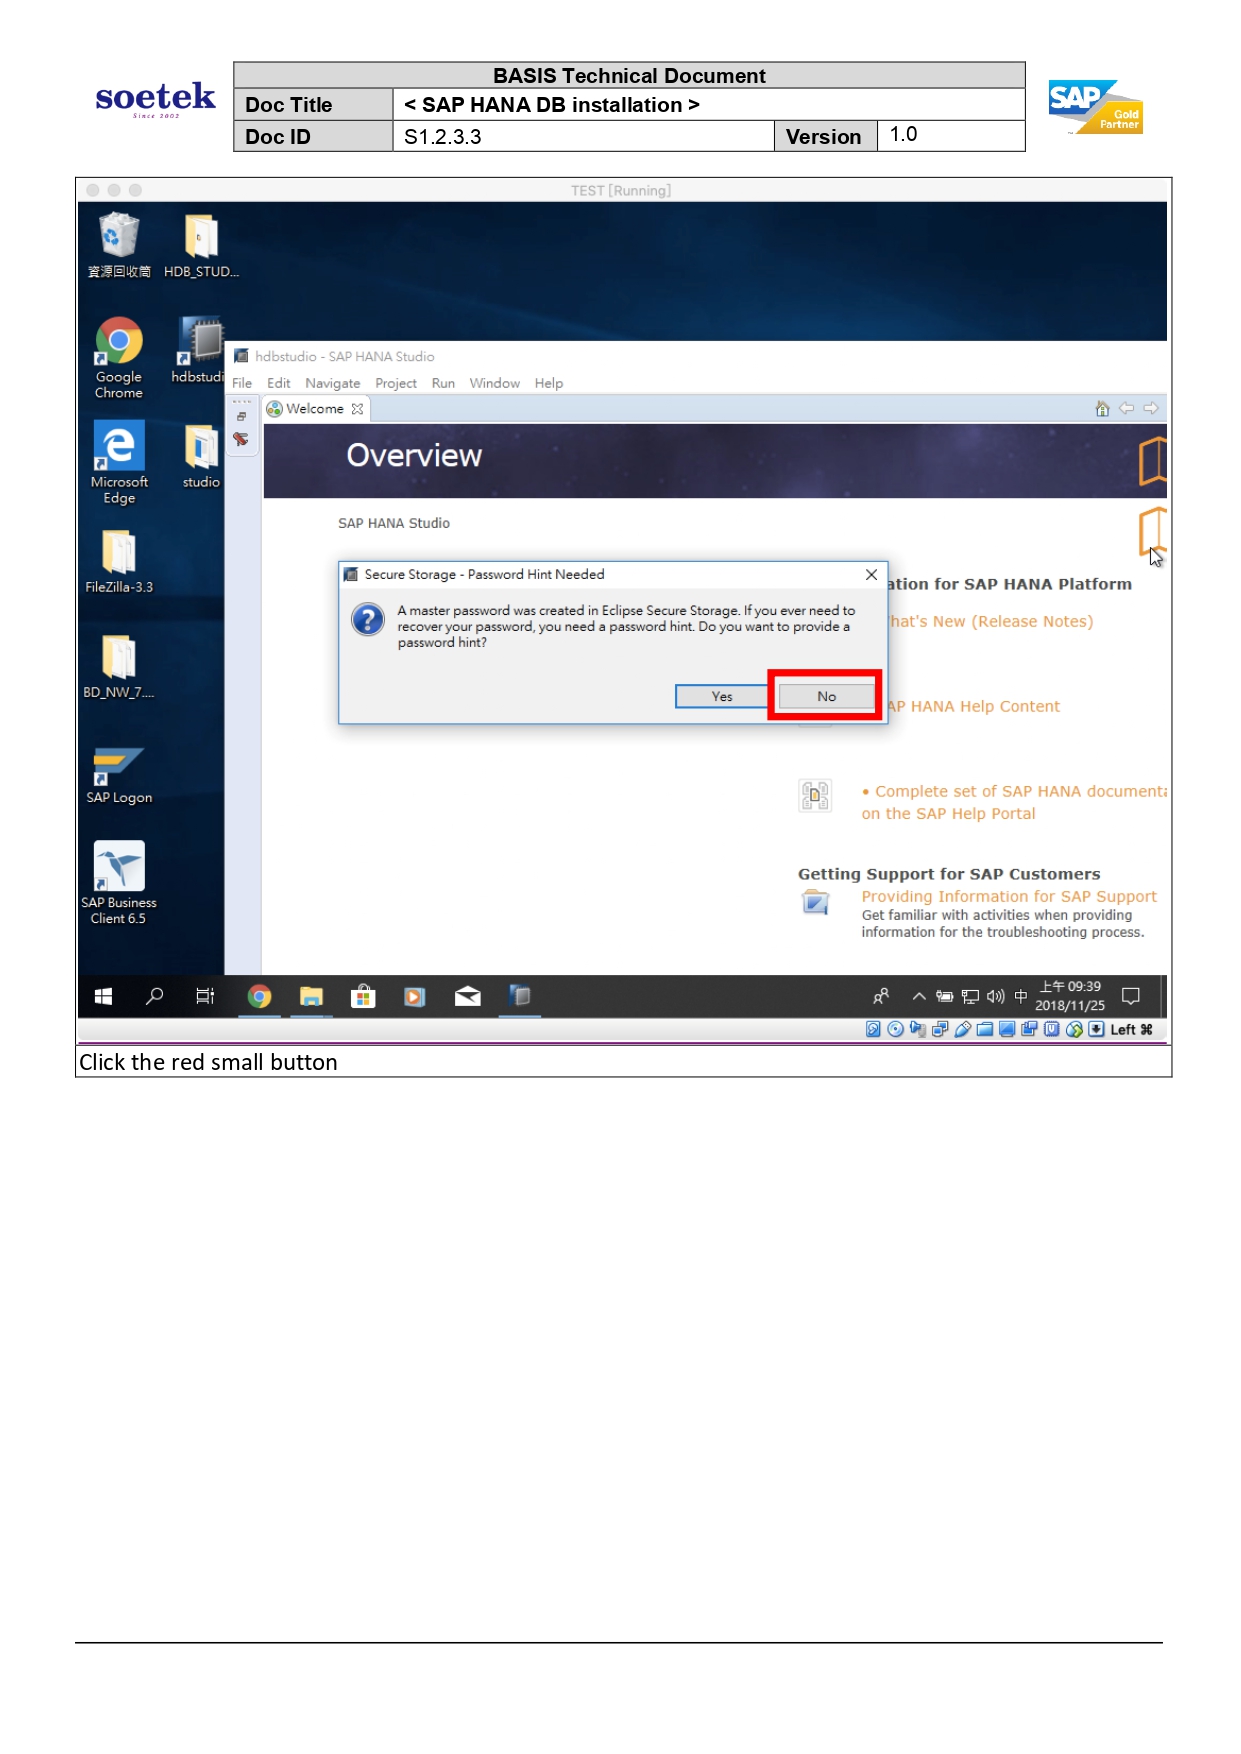 soetek
Since 2002
BASIS Technical Document
Doc Title < SAP HANA DB installation >
Doc ID S1.2.3.3 Version 1.0
SAP
Gold
Partner
TEST [Running]
資源回收筒 HDB_STUD...
Google
Chrome
hdbstudi
hdbstudio - SAP HANA Studio
File Edit Navigate Project Run Window Help
Welcome
Overview
Microsoft
Edge
studio
SAP HANA Studio
FileZilla-3.3
Secure Storage - Password Hint Needed
A master password was created in Eclipse Secure Storage. If you ever need to
recover your password, you need a password hint. Do you want to provide a
password hint?
Yes No
ation for SAP HANA Platform
hat's New (Release Notes)
AP HANA Help Content
BD_NW_7....
• Complete set of SAP HANA documenta
on the SAP Help Portal
SAP Logon
Getting Support for SAP Customers
Providing Information for SAP Support
Get familiar with activities when providing
information for the troubleshooting process.
SAP Business
Client 6.5
中
上午 09:39
2018/11/25
Left ⌘
Click the red small button